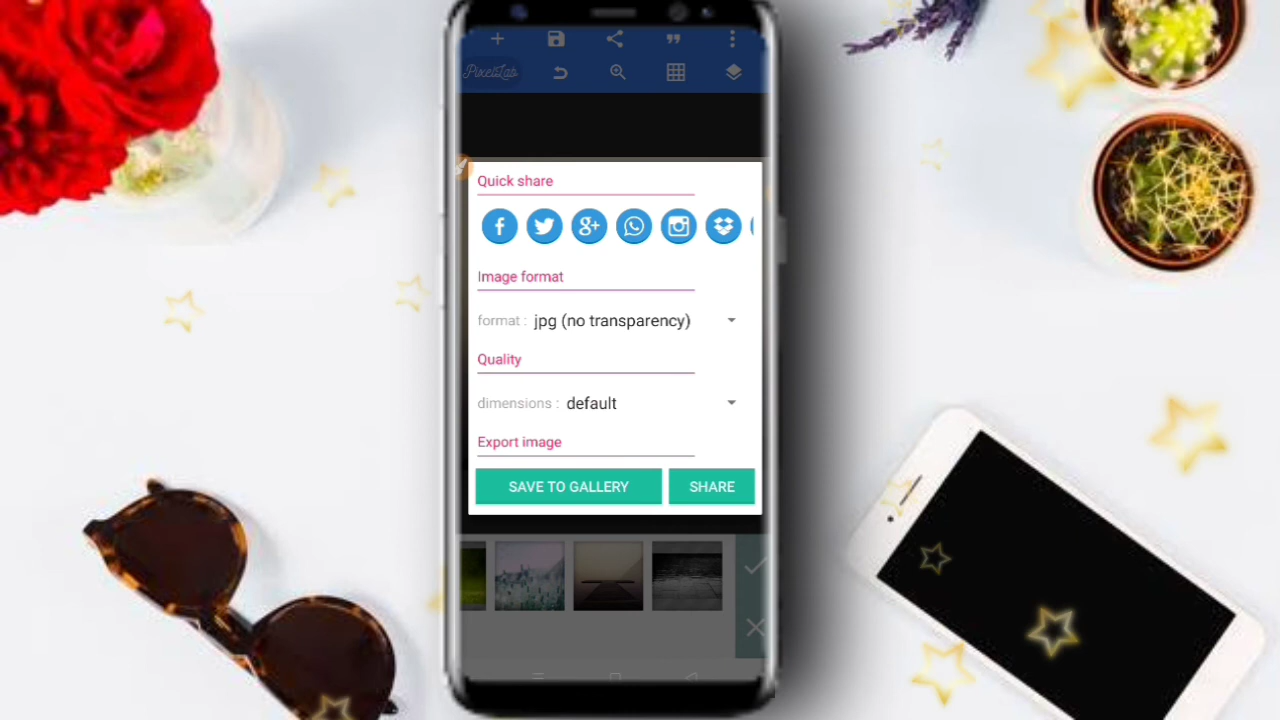 PixelLab
Quick share
Image format
format : jpg (no transparency)
Quality
dimensions : default
Export image
SAVE TO GALLERY
SHARE